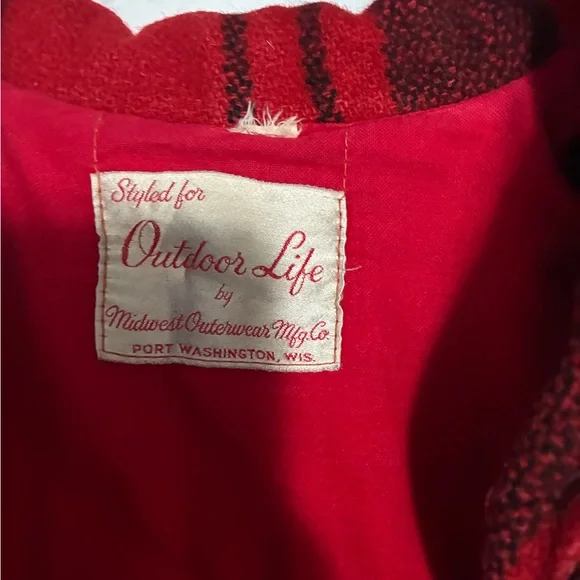 Styled for
Outdoor Life
by
Midwest Outerwear Mfg. Co.
PORT WASHINGTON, WIS.